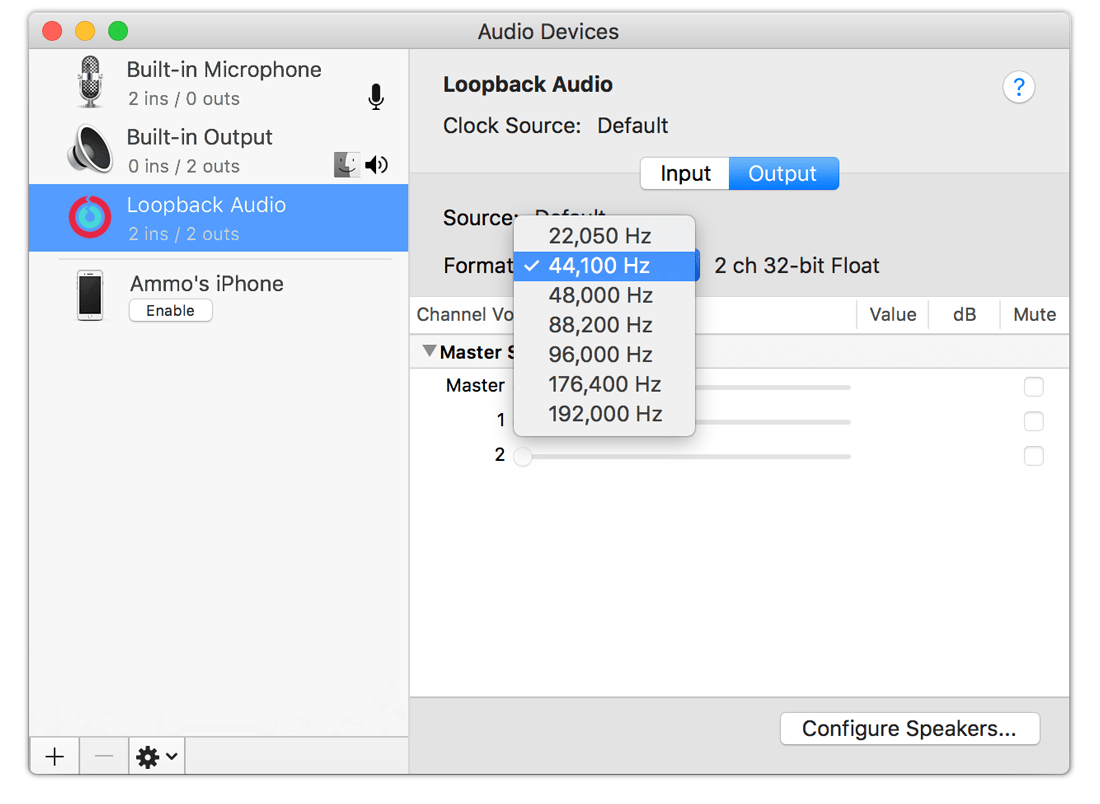 Audio Devices
Built-in Microphone
2 ins / 0 outs
Built-in Output
0 ins / 2 outs
Loopback Audio
2 ins / 2 outs
Ammo's iPhone
Enable
Loopback Audio
?
Clock Source: Default
Input Output
Source: Default
22,050 Hz
Format ✓ 44,100 Hz 2 ch 32-bit Float
48,000 Hz
88,200 Hz
96,000 Hz
176,400 Hz
192,000 Hz
Channel Vo Value dB Mute
Master S
Master
1
2
Configure Speakers...